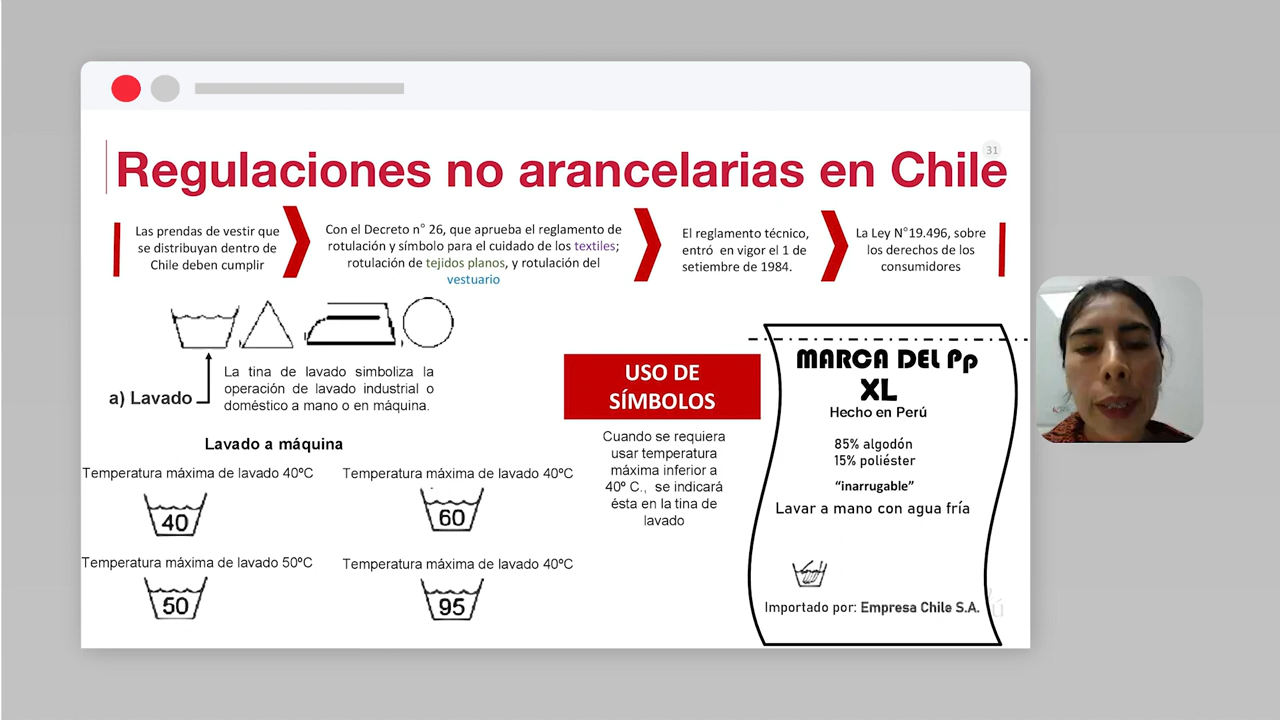 31
Regulaciones no arancelarias en Chile
Las prendas de vestir que
se distribuyan dentro de
Chile deben cumplir
Con el Decreto n° 26, que aprueba el reglamento de
rotulación y símbolo para el cuidado de los textiles;
rotulación de tejidos planos, y rotulación del
vestuario
El reglamento técnico,
entró en vigor el 1 de
setiembre de 1984.
La Ley N°19.496, sobre
los derechos de los
consumidores
a) Lavado
La tina de lavado simboliza la
operación de lavado industrial o
doméstico a mano o en máquina.
Lavado a máquina
Temperatura máxima de lavado 40ºC
40
Temperatura máxima de lavado 40ºC
60
Temperatura máxima de lavado 50ºC
50
Temperatura máxima de lavado 40ºC
95
USO DE
SÍMBOLOS
Cuando se requiera
usar temperatura
máxima inferior a
40º C., se indicará
ésta en la tina de
lavado
MARCA DEL Pp
XL
Hecho en Perú
85% algodón
15% poliéster
“inarrugable”
Lavar a mano con agua fría
Importado por: Empresa Chile S.A.